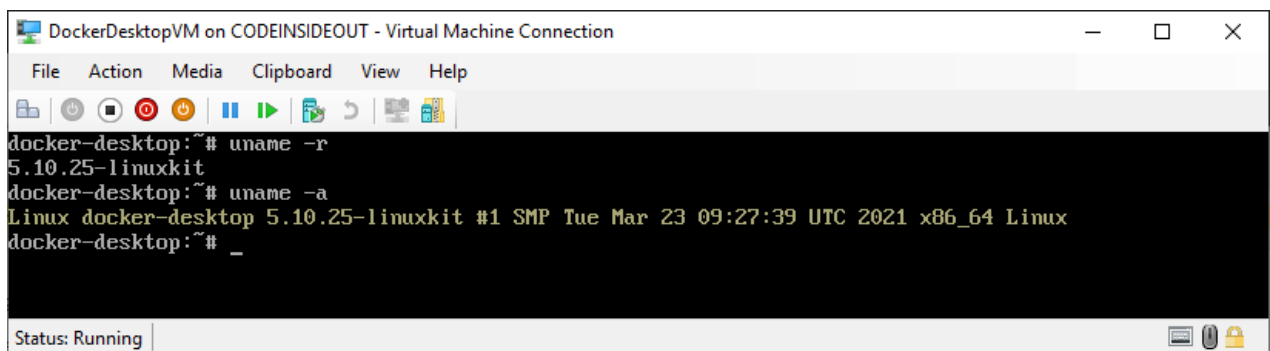 DockerDesktopVM on CODEINSIDEOUT - Virtual Machine Connection
File Action Media Clipboard View Help
docker-desktop:~# uname -r
5.10.25-linuxkit
docker-desktop:~# uname -a
Linux docker-desktop 5.10.25-linuxkit #1 SMP Tue Mar 23 09:27:39 UTC 2021 x86_64 Linux
docker-desktop:~# _
Status: Running